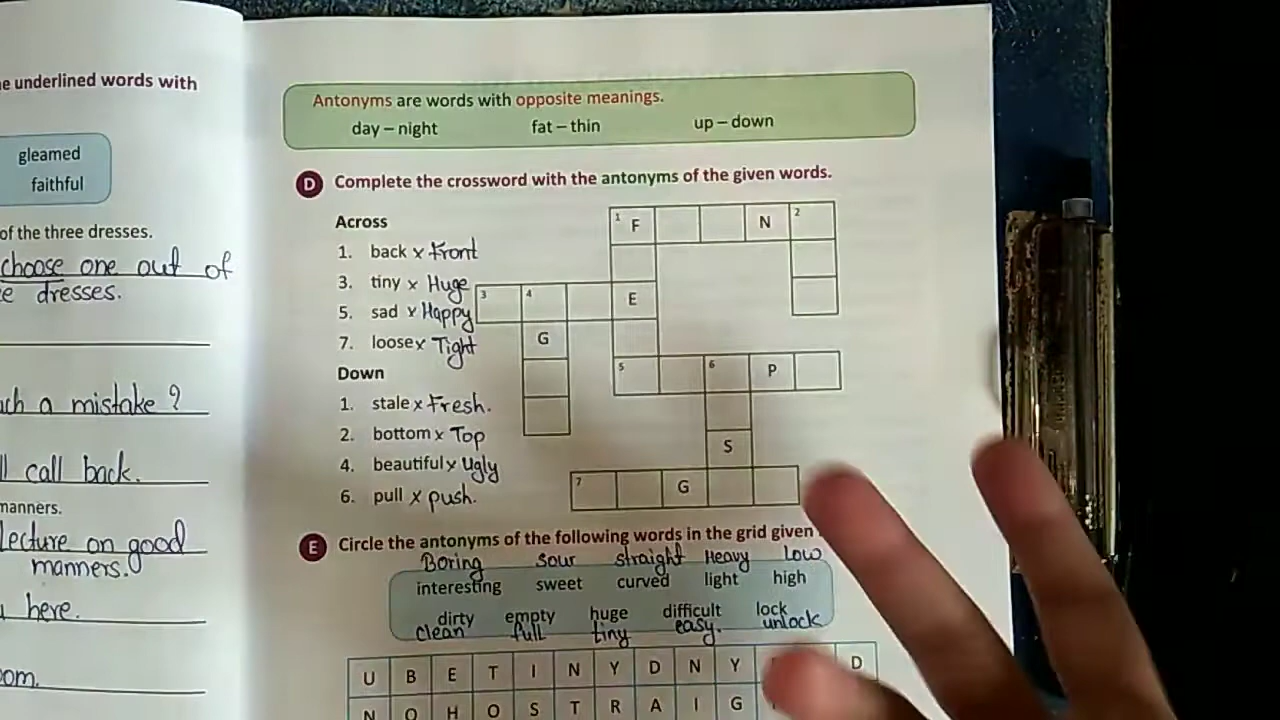 e underlined words with
gleamed
faithful
of the three dresses.
choose one out of
e dresses.
ch a mistake ?
call call back.
manners.
Lecture on good
manners.
here.
om.
Antonyms are words with opposite meanings.
day – night fat – thin up – down
D Complete the crossword with the antonyms of the given words.
Across
1. back x Front
3. tiny x Huge
5. sad x Happy
7. loose x Tight
Down
1. stale x Fresh.
2. bottom x Top
4. beautiful x Ugly
6. pull x push.
1 F N 2
3 4 E
G
5 6 P
S
7 G
E Circle the antonyms of the following words in the grid given
Boring sour straight Heavy Low
interesting sweet curved light high
dirty empty huge difficult lock
clean full tiny easy. unlock
U B E T I N Y D N Y D
N O H O S T R A I G